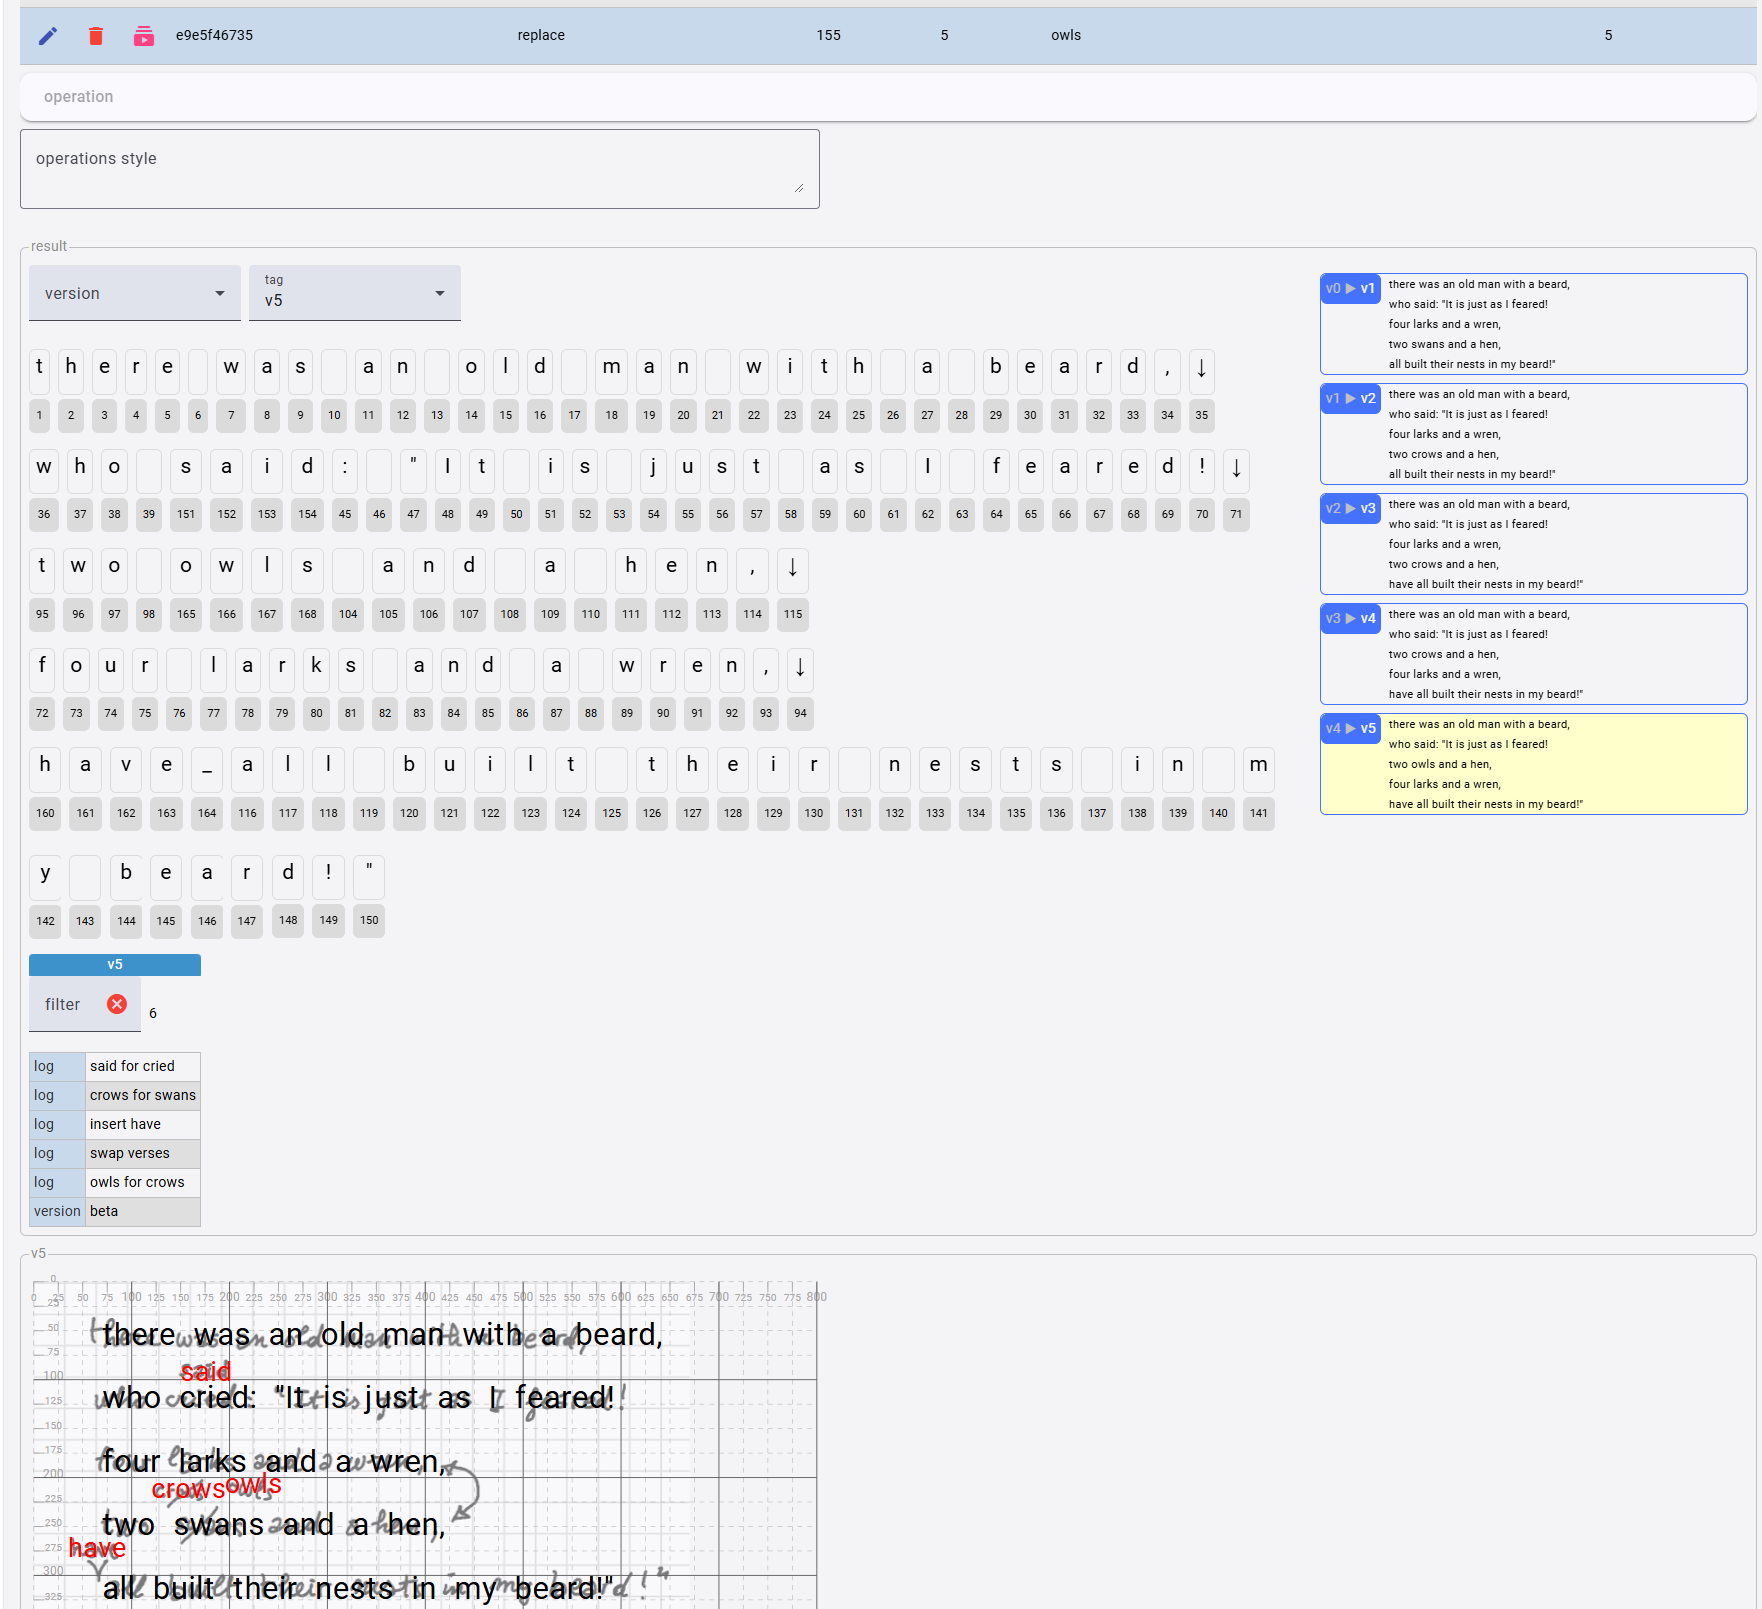 e9e5f46735 replace 155 5 owls 5
operation
operations style
result
version
tag
v5
t h e r e w a s a n o l d m a n w i t h a b e a r d , ↓
1 2 3 4 5 6 7 8 9 10 11 12 13 14 15 16 17 18 19 20 21 22 23 24 25 26 27 28 29 30 31 32 33 34 35
w h o s a i d : " I t i s j u s t a s I f e a r e d ! ↓
36 37 38 39 151 152 153 154 45 46 47 48 49 50 51 52 53 54 55 56 57 58 59 60 61 62 63 64 65 66 67 68 69 70 71
t w o o w l s a n d a h e n , ↓
95 96 97 98 165 166 167 168 104 105 106 107 108 109 110 111 112 113 114 115
f o u r l a r k s a n d a w r e n , ↓
72 73 74 75 76 77 78 79 80 81 82 83 84 85 86 87 88 89 90 91 92 93 94
h a v e _ a l l b u i l t t h e i r n e s t s i n m
160 161 162 163 164 116 117 118 119 120 121 122 123 124 125 126 127 128 129 130 131 132 133 134 135 136 137 138 139 140 141
y b e a r d ! "
142 143 144 145 146 147 148 149 150
v0 ▶ v1
there was an old man with a beard,
who said: "It is just as I feared!
four larks and a wren,
two swans and a hen,
all built their nests in my beard!"
v1 ▶ v2
there was an old man with a beard,
who said: "It is just as I feared!
four larks and a wren,
two crows and a hen,
all built their nests in my beard!"
v2 ▶ v3
there was an old man with a beard,
who said: "It is just as I feared!
four larks and a wren,
two crows and a hen,
have all built their nests in my beard!"
v3 ▶ v4
there was an old man with a beard,
who said: "It is just as I feared!
two crows and a hen,
four larks and a wren,
have all built their nests in my beard!"
v4 ▶ v5
there was an old man with a beard,
who said: "It is just as I feared!
two owls and a hen,
four larks and a wren,
have all built their nests in my beard!"
v5
filter 6
log said for cried
log crows for swans
log insert have
log swap verses
log owls for crows
version beta
v5
0
0 25 50 75 100 125 150 175 200 225 250 275 300 325 350 375 400 425 450 475 500 525 550 575 600 625 650 675 700 725 750 775 800
25
50
there was an old man with a beard,
75
said
100
who cried: "It is just as I feared!
125
150
175
four larks and a wren,
200
crows owls
225
250
two swans and a hen,
275
have
300
all built their nests in my beard!"
325